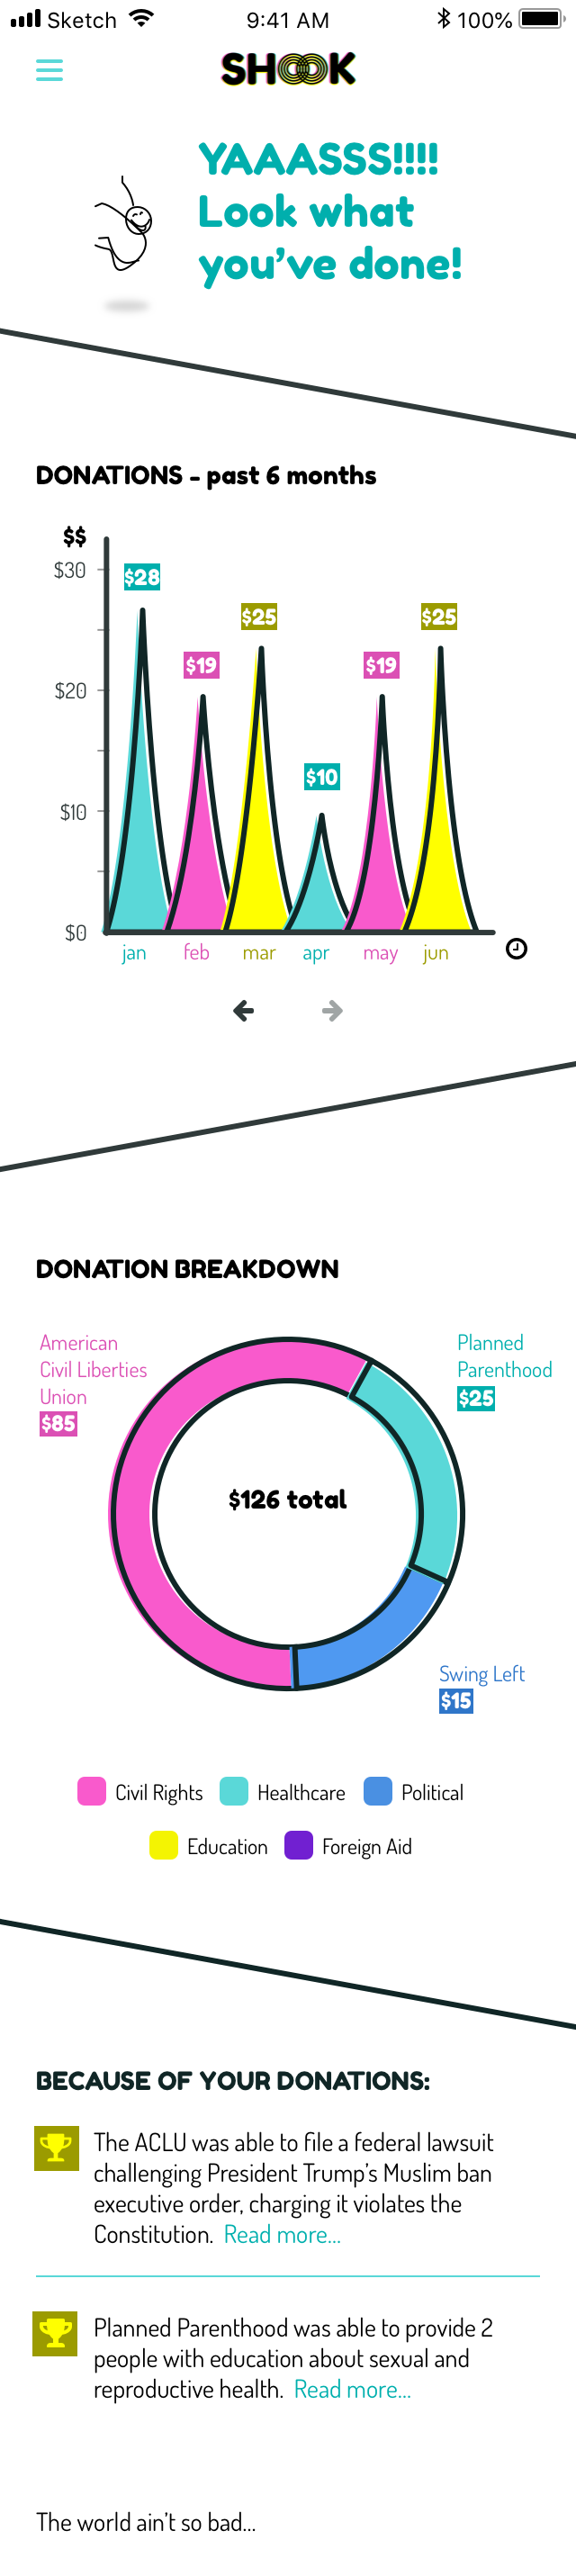 Sketch 9:41 AM 100%
SHOOK
YAAASSS!!!!
Look what
you've done!
DONATIONS - past 6 months
$$
$30
$28
$25
$25
$19
$19
$20
$10
$10
$0
jan feb mar apr may jun
DONATION BREAKDOWN
American
Civil Liberties
Union
$85
Planned
Parenthood
$25
$126 total
Swing Left
$15
Civil Rights Healthcare Political
Education Foreign Aid
BECAUSE OF YOUR DONATIONS:
The ACLU was able to file a federal lawsuit
challenging President Trump's Muslim ban
executive order, charging it violates the
Constitution. Read more...
Planned Parenthood was able to provide 2
people with education about sexual and
reproductive health. Read more...
The world ain't so bad...